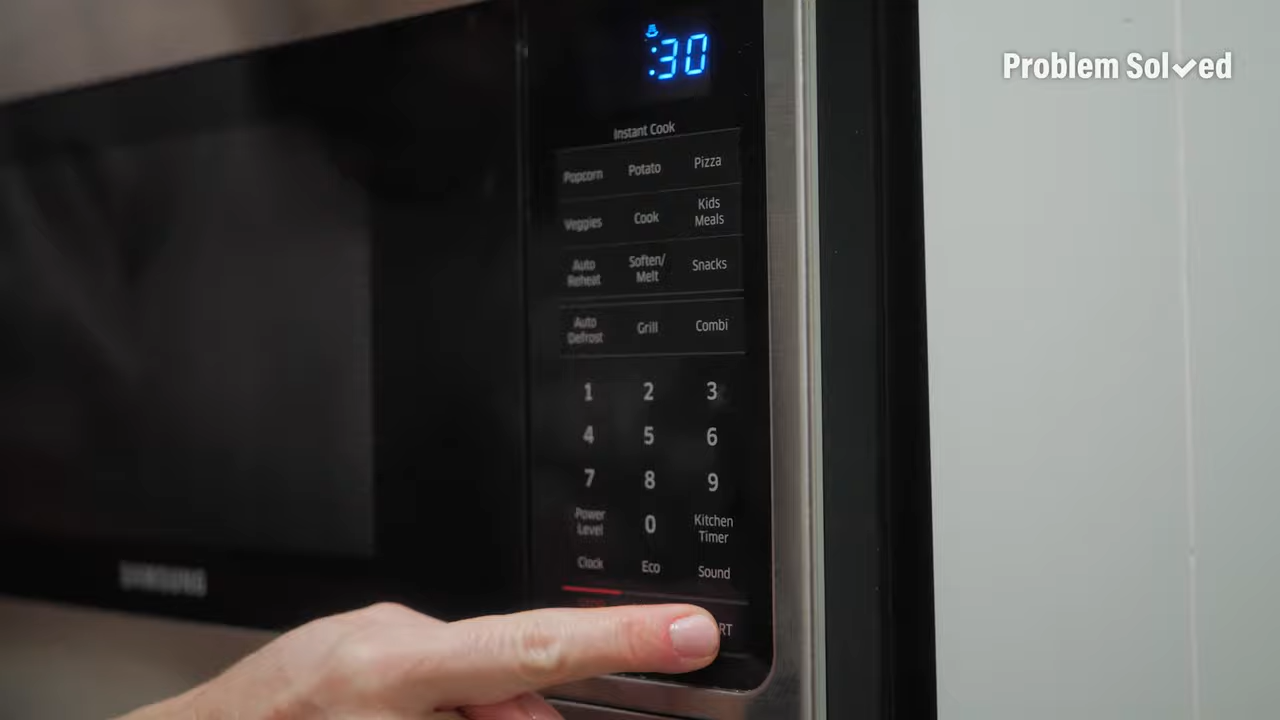 :30
Problem Solved
Instant Cook
Popcorn Potato Pizza
Veggies Cook Kids Meals
Auto Reheat Soften/ Melt Snacks
Auto Defrost Grill Combi
1 2 3
4 5 6
7 8 9
Power Level 0 Kitchen Timer
Clock Eco Sound
RT
SAMSUNG